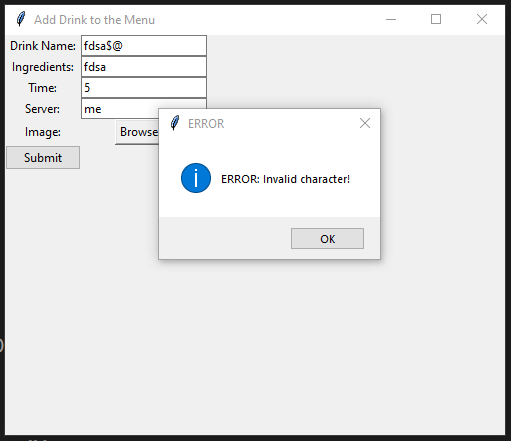 Add Drink to the Menu
Drink Name: fdsa$@
Ingredients: fdsa
Time: 5
Server: me
Image: Browse
Submit
ERROR
ERROR: Invalid character!
OK